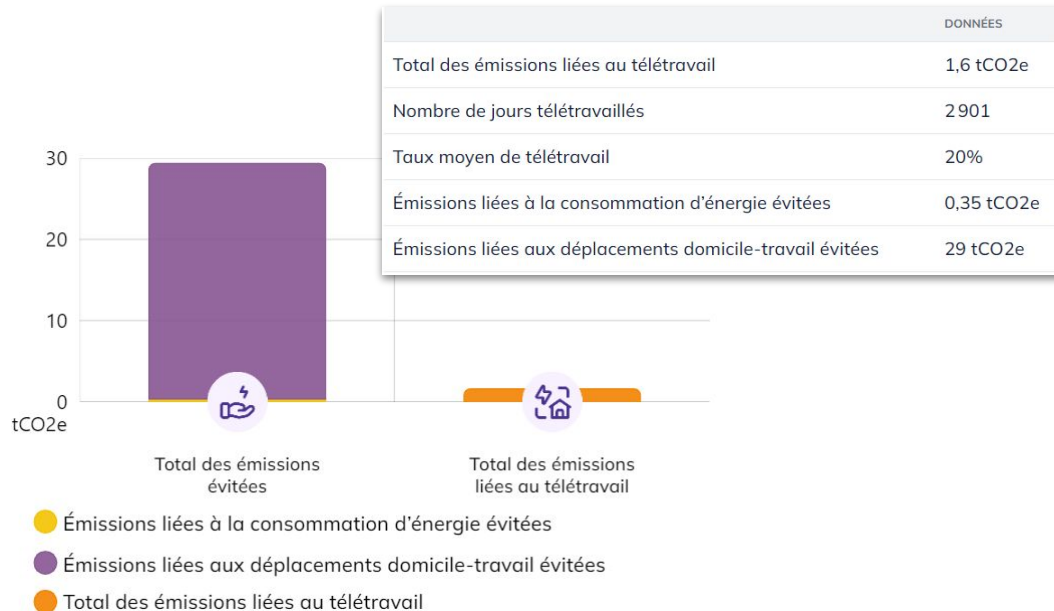 DONNÉES
Total des émissions liées au télétravail 1,6 tCO2e
Nombre de jours télétravaillés 2 901
Taux moyen de télétravail 20%
Émissions liées à la consommation d’énergie évitées 0,35 tCO2e
Émissions liées aux déplacements domicile-travail évitées 29 tCO2e
30
20
10
0
tCO2e
Total des émissions
évitées
Total des émissions
liées au télétravail
Émissions liées à la consommation d’énergie évitées
Émissions liées aux déplacements domicile-travail évitées
Total des émissions liées au télétravail